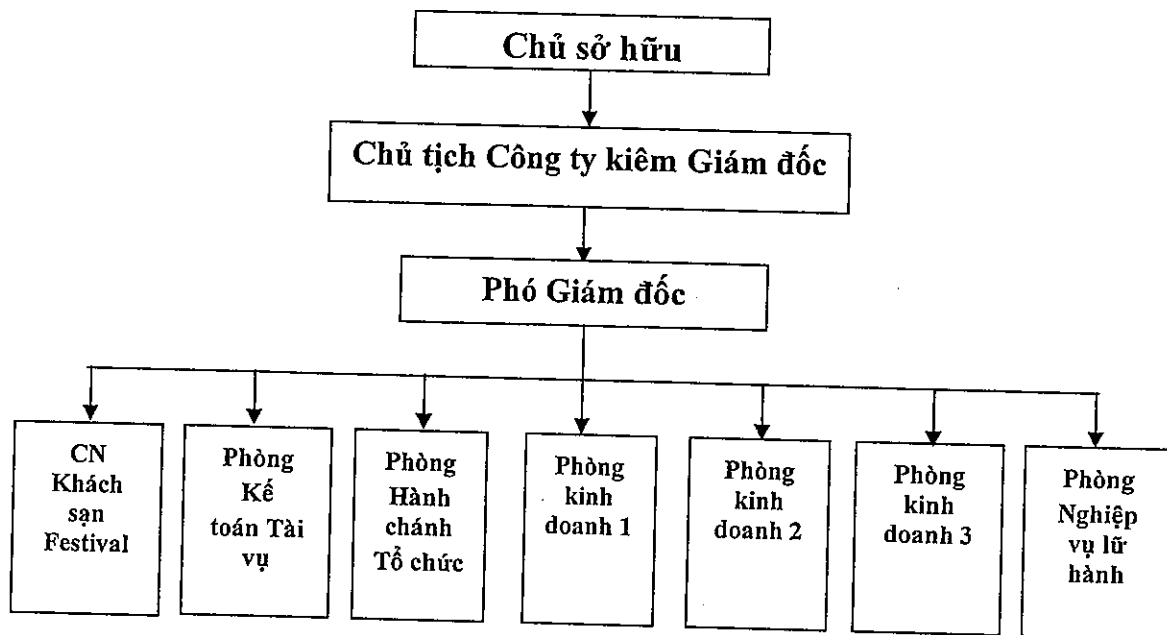 Chủ sở hữu
Chủ tịch Công ty kiêm Giám đốc
Phó Giám đốc
CN
Khách
sạn
Festival
Phòng
Kế
toán Tài
vụ
Phòng
Hành
chánh
Tổ chức
Phòng
kinh
doanh 1
Phòng
kinh
doanh 2
Phòng
kinh
doanh 3
Phòng
Nghiệp
vụ lữ
hành